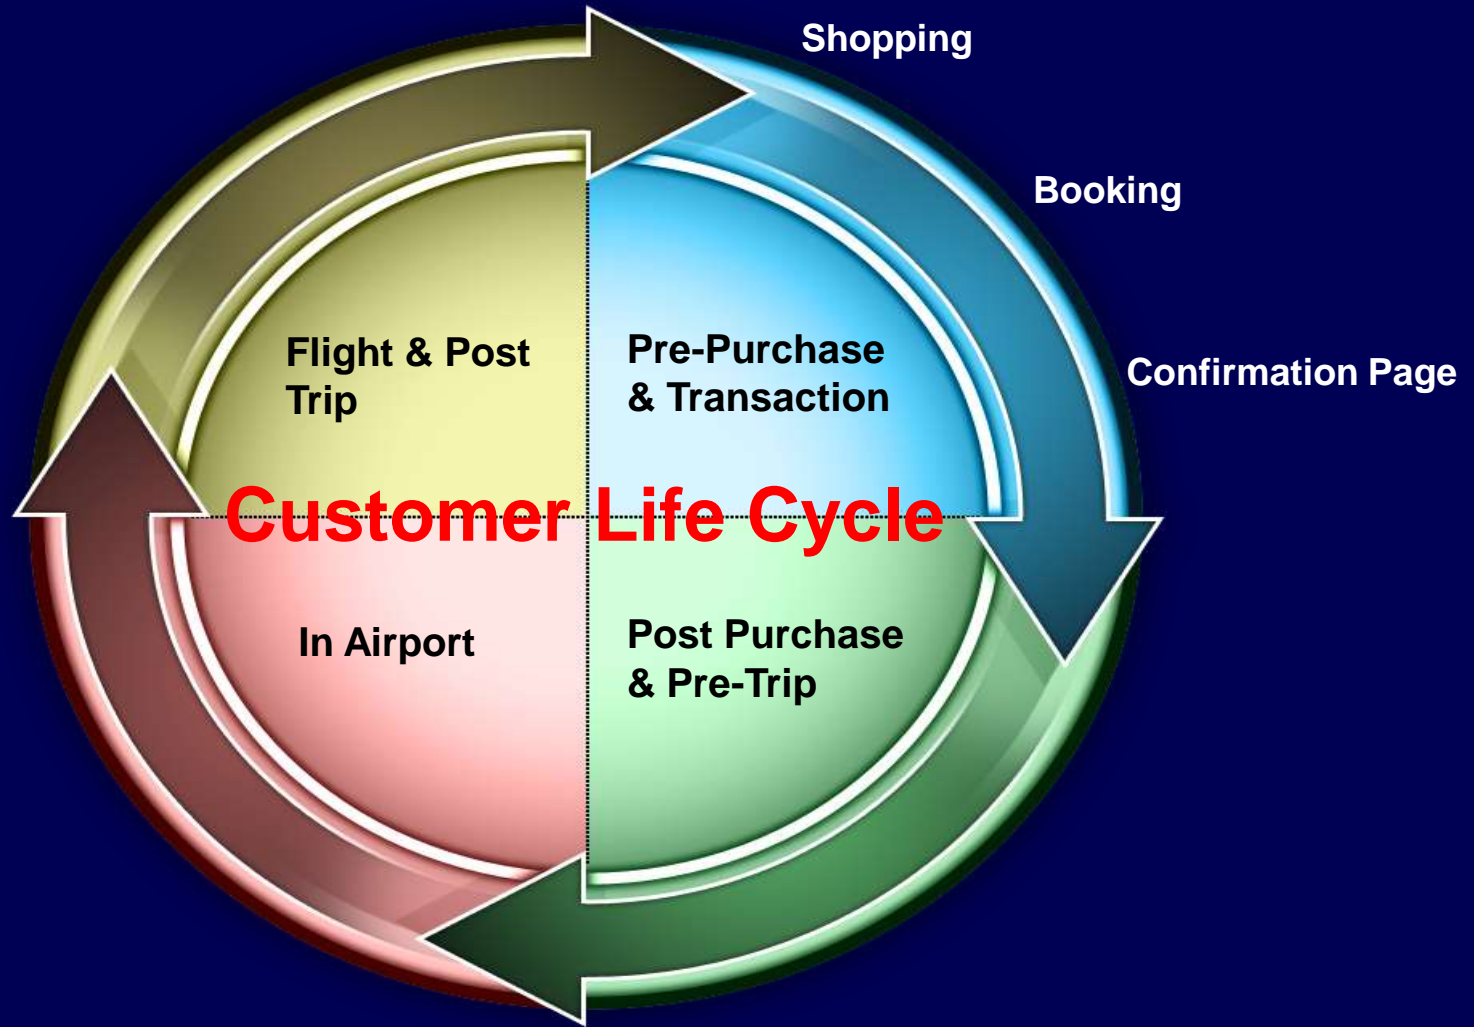 Shopping
Booking
Confirmation Page
Flight & Post
Trip
Pre-Purchase
& Transaction
Customer Life Cycle
In Airport
Post Purchase
& Pre-Trip